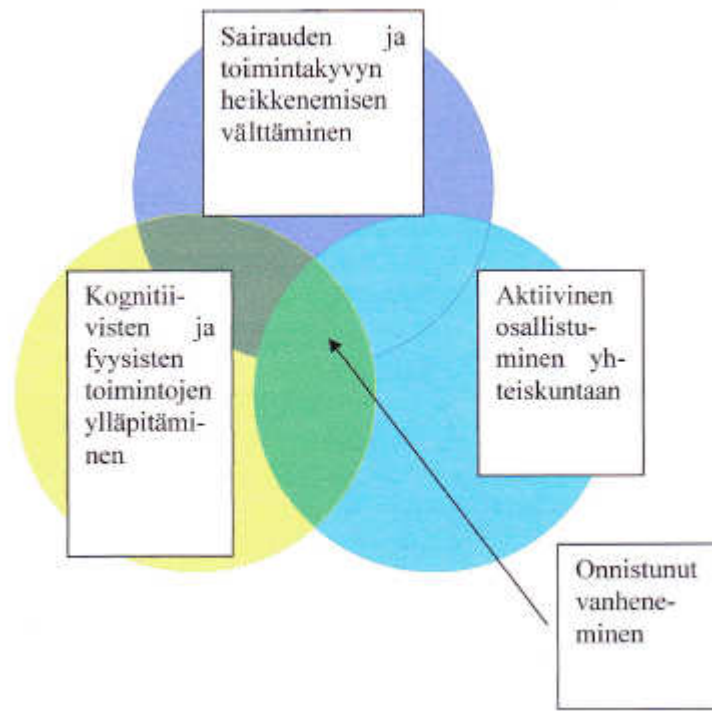 Sairauden ja
toimintakyvyn
heikkenemisen
välttäminen
Kognitii-
visten ja
fyysisten
toimintojen
ylläpitämi-
nen
Aktiivinen
osallistu-
minen yh-
teiskuntaan
Onnistunut
vanhene-
minen